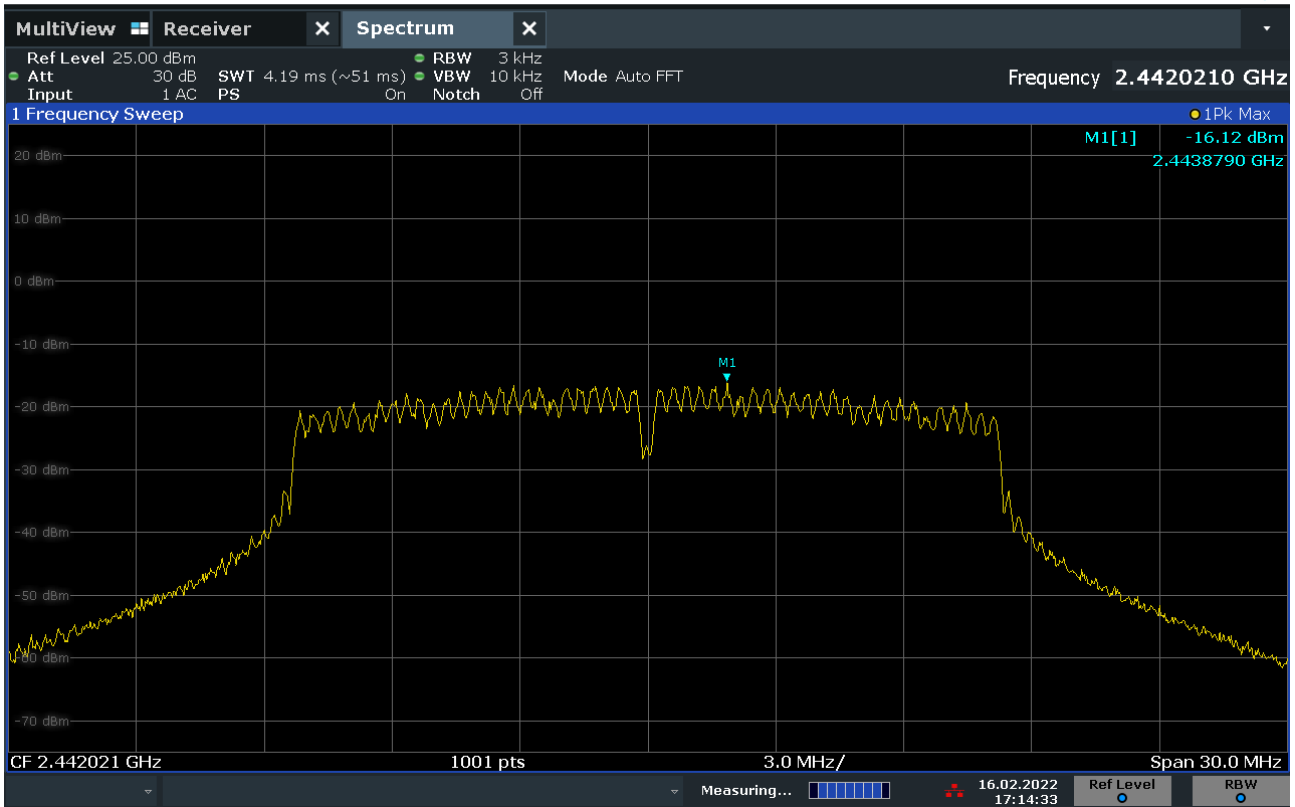 MultiView Receiver X Spectrum X
Ref Level 25.00 dBm RBW 3 kHz
Att 30 dB SWT 4.19 ms (~51 ms) VBW 10 kHz Mode Auto FFT Frequency 2.4420210 GHz
Input 1 AC PS On Notch Off
1 Frequency Sweep 1Pk Max
M1[1] -16.12 dBm
20 dBm
2.4438790 GHz
10 dBm
0 dBm
-10 dBm
M1
-20 dBm
-30 dBm
-40 dBm
-50 dBm
-60 dBm
-70 dBm
CF 2.442021 GHz 1001 pts 3.0 MHz/ Span 30.0 MHz
Measuring... 16.02.2022 Ref Level RBW
17:14:33